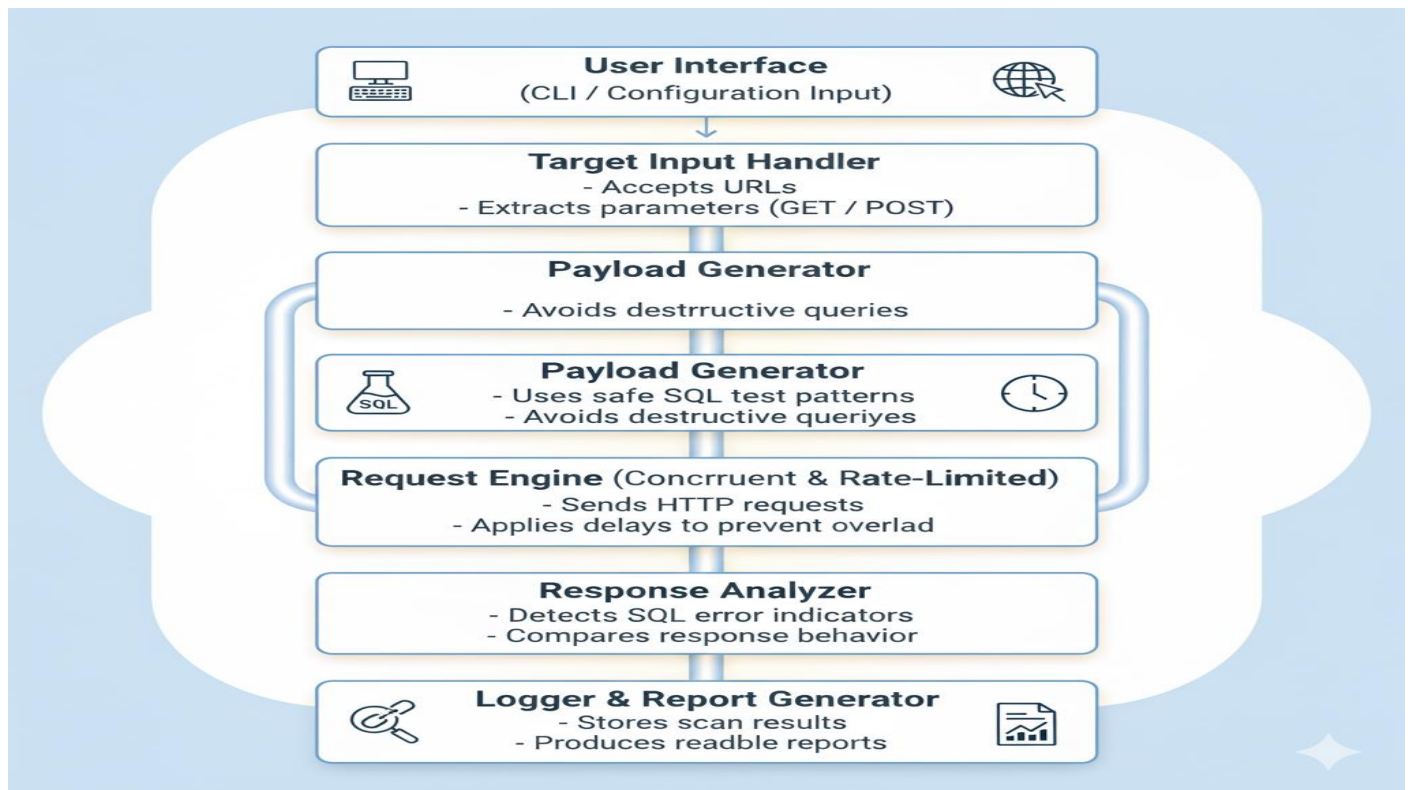 User Interface
(CLI / Configuration Input)
Target Input Handler
- Accepts URLs
- Extracts parameters (GET / POST)
Payload Generator
- Avoids destrructive queries
Payload Generator
- Uses safe SQL test patterns
- Avoids destructive queriyes
SQL
Request Engine (Concrruent & Rate-Limited)
- Sends HTTP requests
- Applies delays to prevent overlad
Response Analyzer
- Detects SQL error indicators
- Compares response behavior
Logger & Report Generator
- Stores scan results
- Produces readble reports